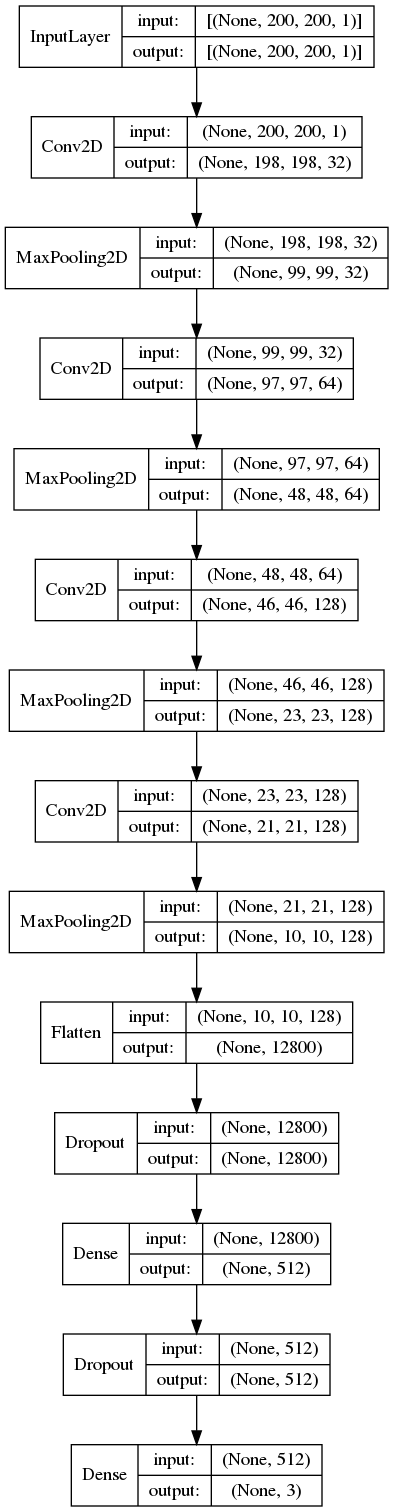 InputLayer input: [(None, 200, 200, 1)]
output: [(None, 200, 200, 1)]
Conv2D input: (None, 200, 200, 1)
output: (None, 198, 198, 32)
MaxPooling2D input: (None, 198, 198, 32)
output: (None, 99, 99, 32)
Conv2D input: (None, 99, 99, 32)
output: (None, 97, 97, 64)
MaxPooling2D input: (None, 97, 97, 64)
output: (None, 48, 48, 64)
Conv2D input: (None, 48, 48, 64)
output: (None, 46, 46, 128)
MaxPooling2D input: (None, 46, 46, 128)
output: (None, 23, 23, 128)
Conv2D input: (None, 23, 23, 128)
output: (None, 21, 21, 128)
MaxPooling2D input: (None, 21, 21, 128)
output: (None, 10, 10, 128)
Flatten input: (None, 10, 10, 128)
output: (None, 12800)
Dropout input: (None, 12800)
output: (None, 12800)
Dense input: (None, 12800)
output: (None, 512)
Dropout input: (None, 512)
output: (None, 512)
Dense input: (None, 512)
output: (None, 3)